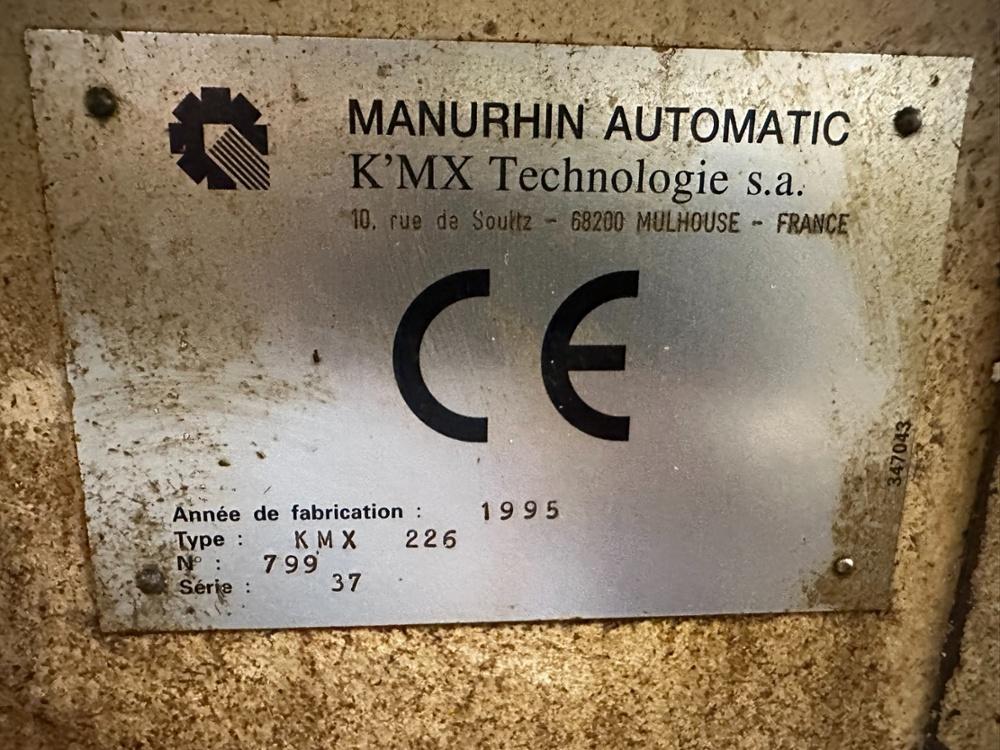 MANURHIN AUTOMATIC
K'MX Technologie s.a.
10, rue de Soultz - 68200 MULHOUSE - FRANCE
CE
347043
Année de fabrication : 1995
Type : KMX 226
N° : 799
Série : 37